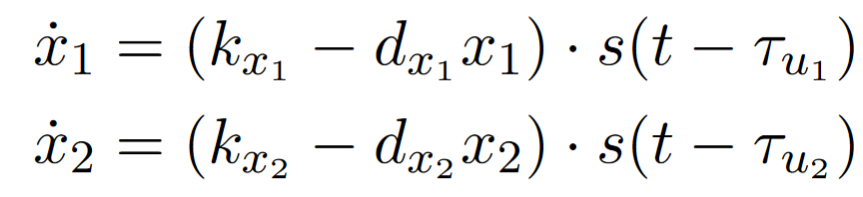 ẋ₁ = (k_{x₁} − d_{x₁}x₁) · s(t − τ_{u₁})
ẋ₂ = (k_{x₂} − d_{x₂}x₂) · s(t − τ_{u₂})